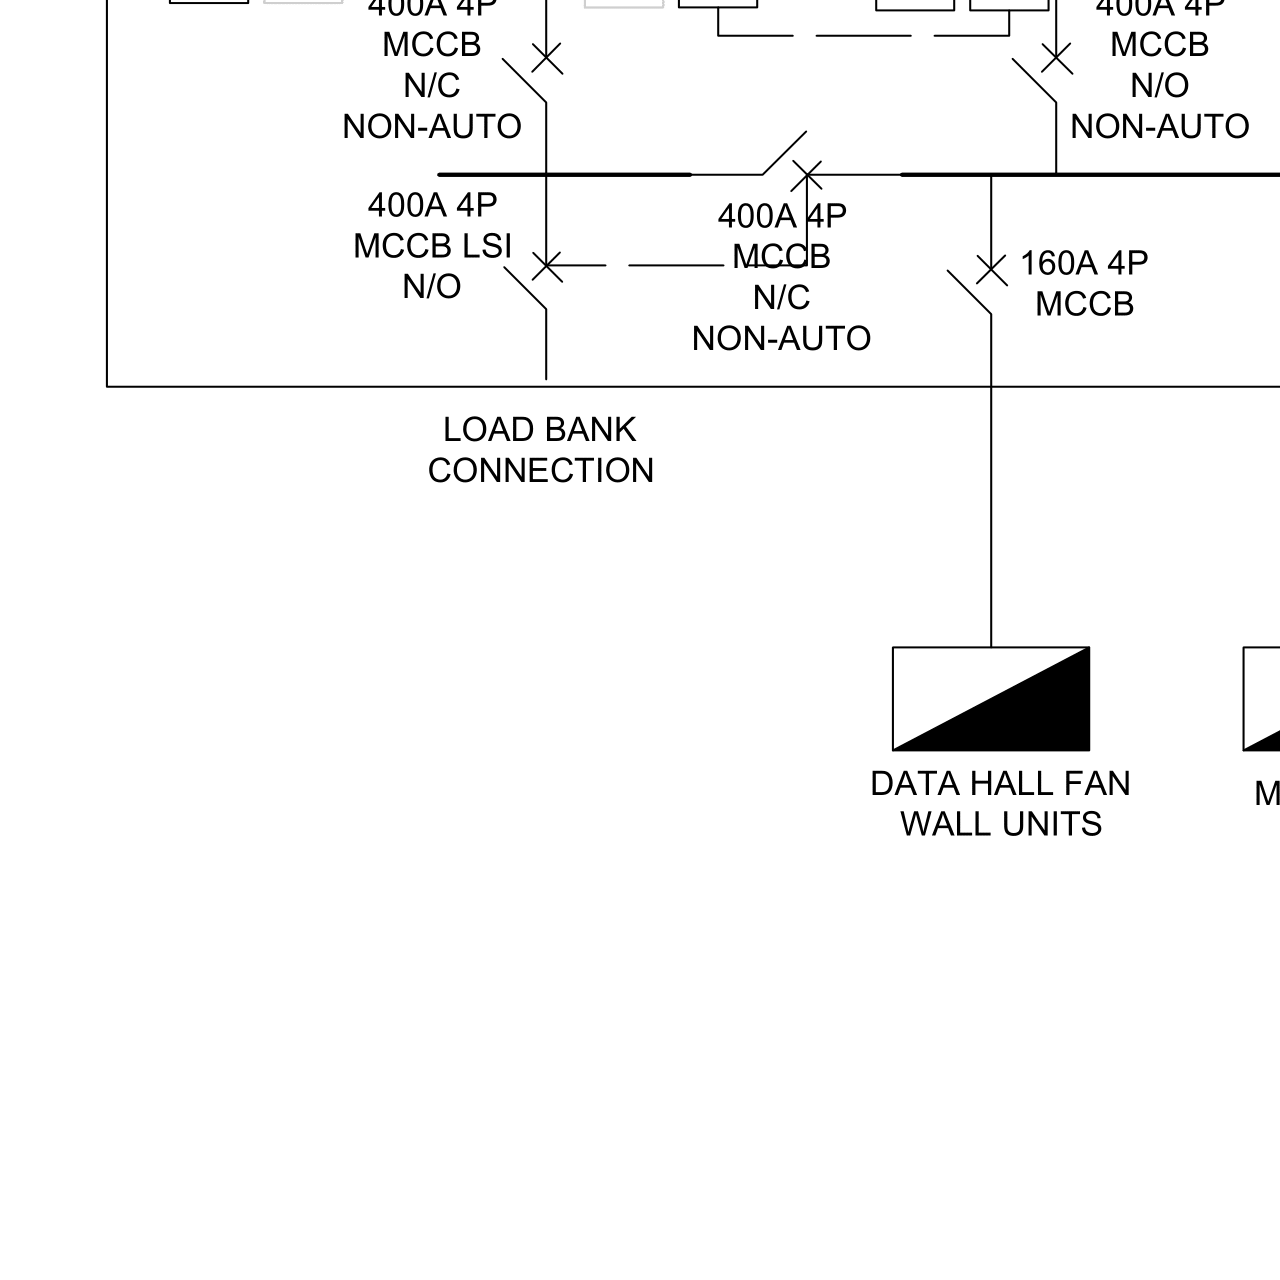 400A 4P
MCCB
N/C
NON-AUTO
400A 4P
MCCB
N/O
NON-AUTO
400A 4P
MCCB LSI
N/O
400A 4P
MCCB
N/C
NON-AUTO
160A 4P
MCCB
LOAD BANK
CONNECTION
DATA HALL FAN
WALL UNITS
M